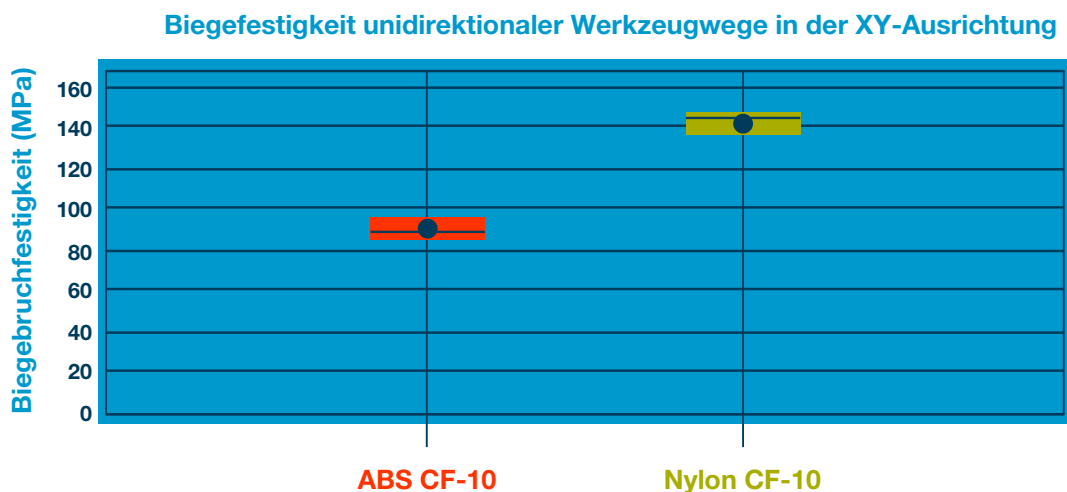 Biegefestigkeit unidirektionaler Werkzeugwege in der XY-Ausrichtung
Biegebruchfestigkeit (MPa)
160
140
120
100
80
60
40
20
0
ABS CF-10
Nylon CF-10